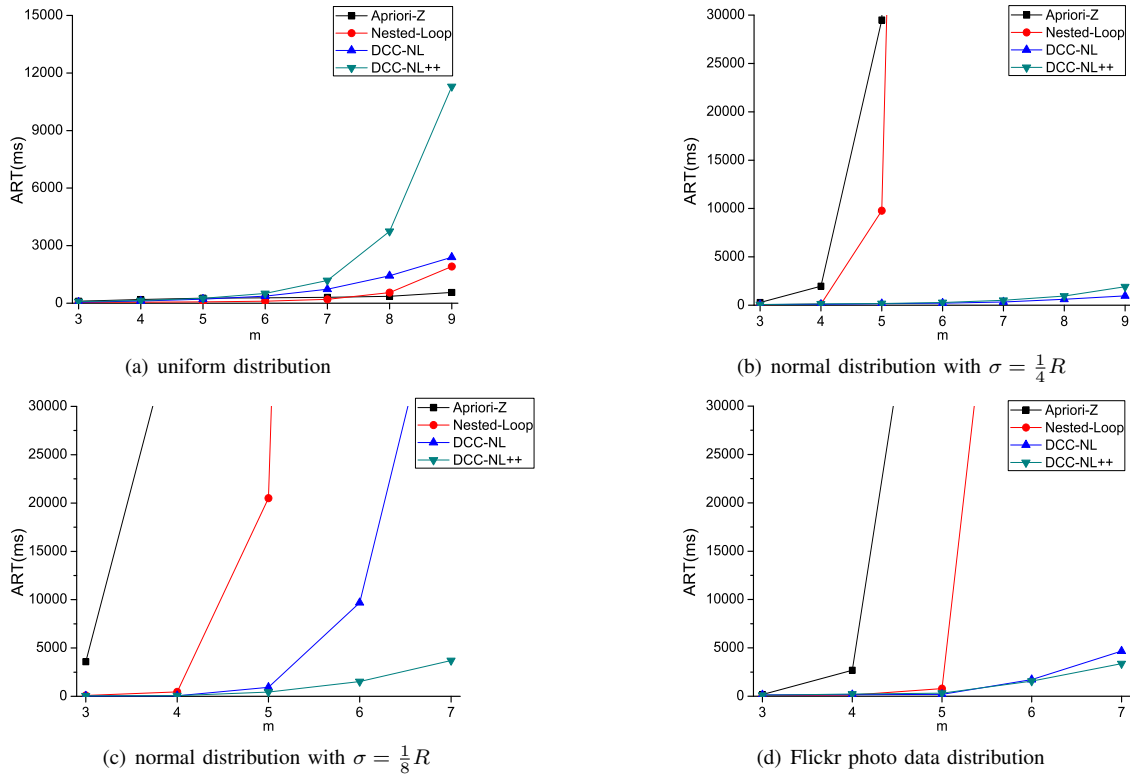 15000
12000
9000
6000
3000
0
ART(ms)
3 4 5 6 7 8 9
m
Apriori-Z
Nested-Loop
DCC-NL
DCC-NL++
(a) uniform distribution
30000
25000
20000
15000
10000
5000
0
ART(ms)
3 4 5 6 7 8 9
m
Apriori-Z
Nested-Loop
DCC-NL
DCC-NL++
(b) normal distribution with σ = 1/4 R
30000
25000
20000
15000
10000
5000
0
ART(ms)
3 4 5 6 7
m
Apriori-Z
Nested-Loop
DCC-NL
DCC-NL++
(c) normal distribution with σ = 1/8 R
30000
25000
20000
15000
10000
5000
0
ART(ms)
3 4 5 6 7
m
Apriori-Z
Nested-Loop
DCC-NL
DCC-NL++
(d) Flickr photo data distribution